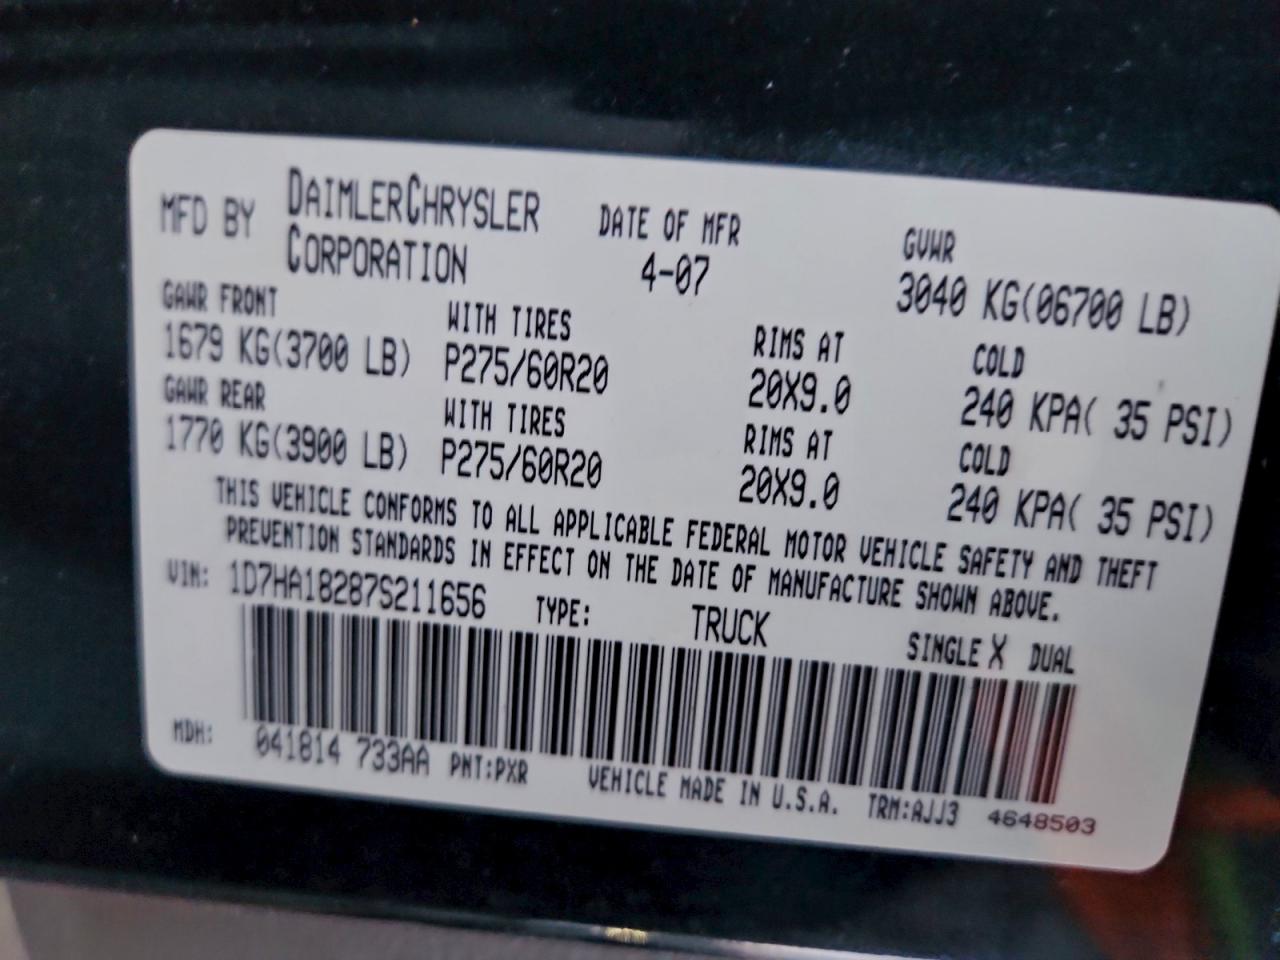 MFD BY DAIMLERCHRYSLER CORPORATION DATE OF MFR 4-07 GVWR 3040 KG(06700 LB)
GAWR FRONT WITH TIRES RIMS AT COLD
1679 KG(3700 LB) P275/60R20 20X9.0 240 KPA( 35 PSI)
GAWR REAR WITH TIRES RIMS AT COLD
1770 KG(3900 LB) P275/60R20 20X9.0 240 KPA( 35 PSI)
THIS VEHICLE CONFORMS TO ALL APPLICABLE FEDERAL MOTOR VEHICLE SAFETY AND THEFT
PREVENTION STANDARDS IN EFFECT ON THE DATE OF MANUFACTURE SHOWN ABOVE.
VIN: 1D7HA18287S211656 TYPE: TRUCK SINGLE X DUAL
MDH: 041814 733AA PNT:PXR VEHICLE MADE IN U.S.A. TRM:AJJ3 4648503